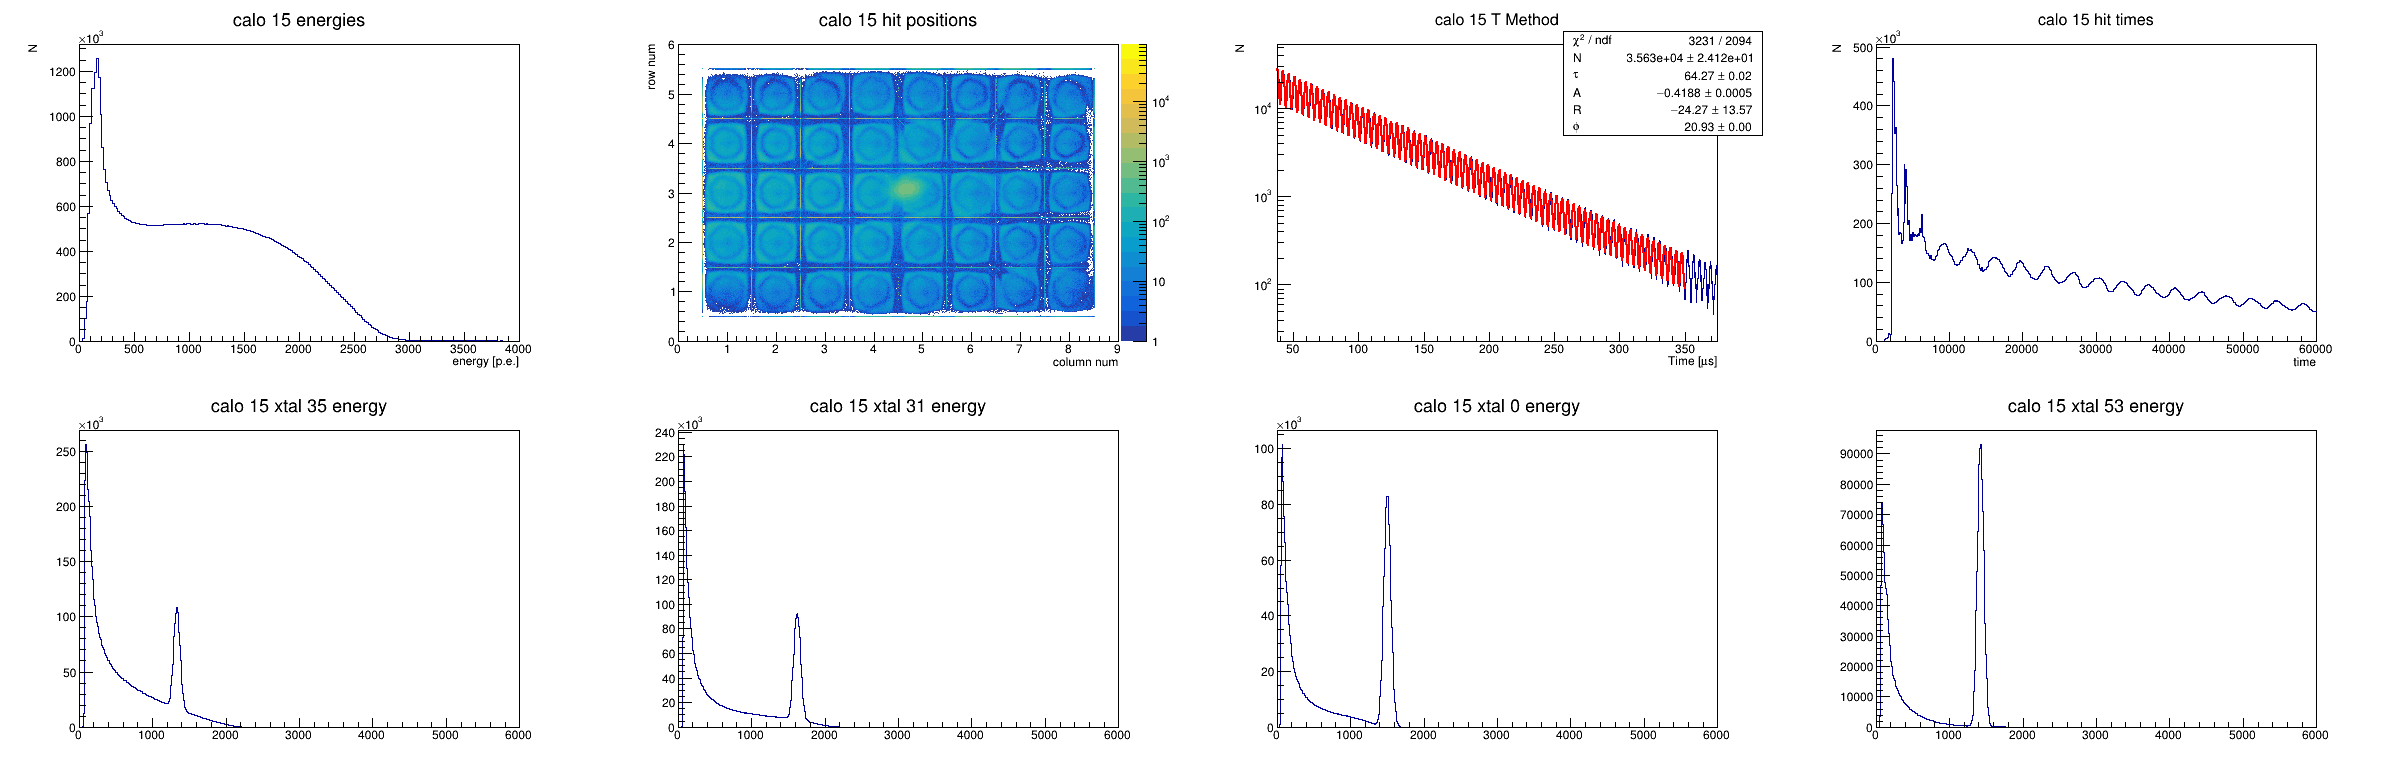 calo 15 energies
×10³
N
1200
1000
800
600
400
200
0
0 500 1000 1500 2000 2500 3000 3500 4000
energy [p.e.]
calo 15 hit positions
row num
6
5
4
3
2
1
0
0 1 2 3 4 5 6 7 8 9
column num
10⁴
10³
10²
10
1
calo 15 T Method
N
χ² / ndf 3231 / 2094
N 3.563e+04 ± 2.412e+01
τ 64.27 ± 0.02
A −0.4188 ± 0.0005
R −24.27 ± 13.57
ϕ 20.93 ± 0.00
10⁴
10³
10²
50 100 150 200 250 300 350
Time [μs]
calo 15 hit times
×10³
N
500
400
300
200
100
0
0 10000 20000 30000 40000 50000 60000
time
calo 15 xtal 35 energy
×10³
250
200
150
100
50
0
0 1000 2000 3000 4000 5000 6000
calo 15 xtal 31 energy
×10³
240
220
200
180
160
140
120
100
80
60
40
20
0
0 1000 2000 3000 4000 5000 6000
calo 15 xtal 0 energy
×10³
100
80
60
40
20
0
0 1000 2000 3000 4000 5000 6000
calo 15 xtal 53 energy
90000
80000
70000
60000
50000
40000
30000
20000
10000
0
0 1000 2000 3000 4000 5000 6000